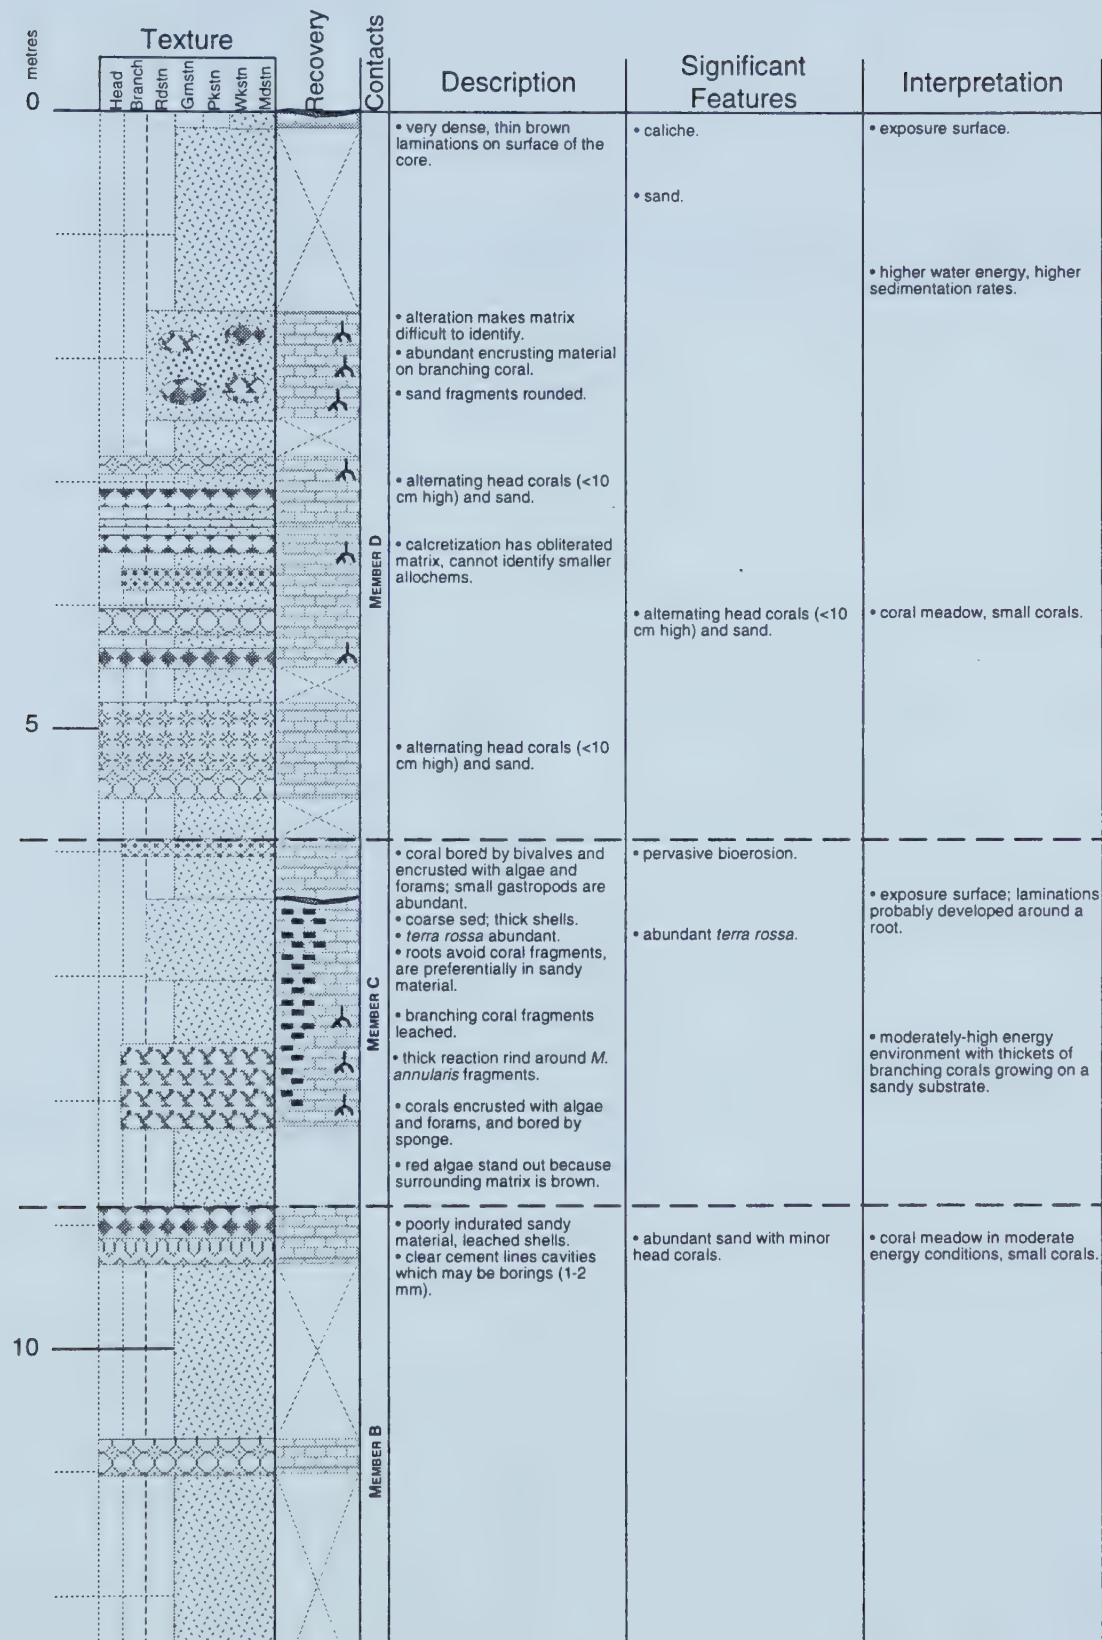 metres
Texture
Recovery
Contacts
Description
Significant
Features
Interpretation
Head
Branch
Rdstn
Grnstn
Pkstn
Wkstn
Mdstn
0
• very dense, thin brown
laminations on surface of the
core.
• caliche.
• exposure surface.
• sand.
• higher water energy, higher
sedimentation rates.
• alteration makes matrix
difficult to identify.
• abundant encrusting material
on branching coral.
• sand fragments rounded.
• alternating head corals (<10
cm high) and sand.
MEMBER D
• calcretization has obliterated
matrix, cannot identify smaller
allochems.
• alternating head corals (<10
cm high) and sand.
• coral meadow, small corals.
5
• alternating head corals (<10
cm high) and sand.
• coral bored by bivalves and
encrusted with algae and
forams; small gastropods are
abundant.
• pervasive bioerosion.
• exposure surface; laminations
probably developed around a
root.
• coarse sed; thick shells.
• terra rossa abundant.
• abundant terra rossa.
• roots avoid coral fragments,
are preferentially in sandy
material.
MEMBER C
• branching coral fragments
leached.
• moderately-high energy
environment with thickets of
branching corals growing on a
sandy substrate.
• thick reaction rind around M.
annularis fragments.
• corals encrusted with algae
and forams, and bored by
sponge.
• red algae stand out because
surrounding matrix is brown.
• poorly indurated sandy
material, leached shells.
• clear cement lines cavities
which may be borings (1-2
mm).
• abundant sand with minor
head corals.
• coral meadow in moderate
energy conditions, small corals.
10
MEMBER B